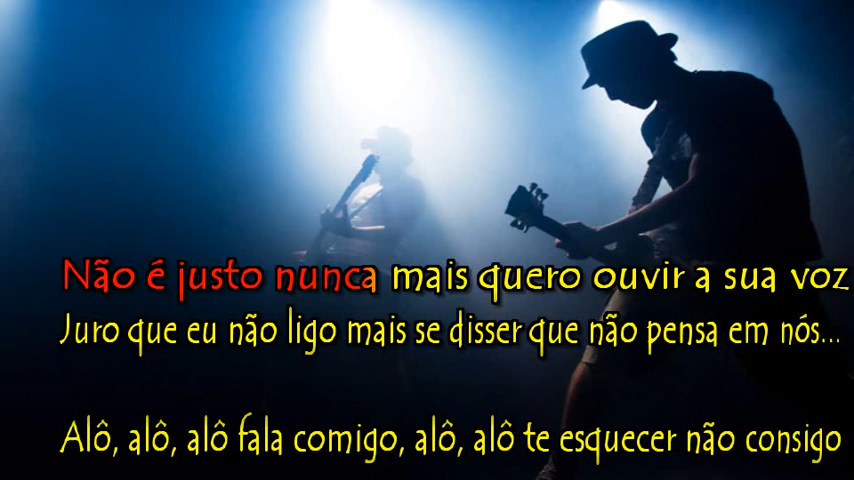 Não é justo nunca mais quero ouvir a sua voz
Juro que eu não ligo mais se disser que não pensa em nós...
Alô, alô, alô fala comigo, alô, alô te esquecer não consigo